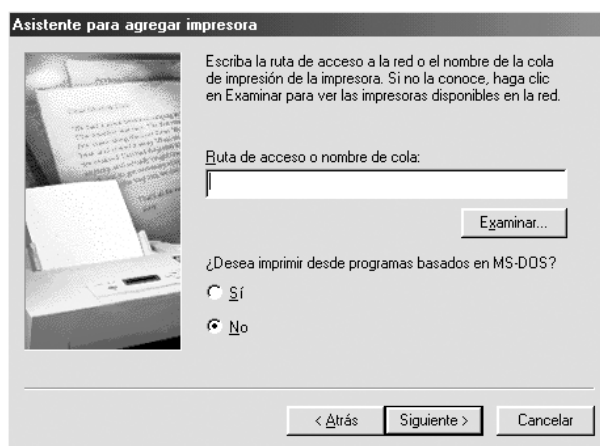 Asistente para agregar impresora
Escriba la ruta de acceso a la red o el nombre de la cola
de impresión de la impresora. Si no la conoce, haga clic
en Examinar para ver las impresoras disponibles en la red.
Ruta de acceso o nombre de cola:
Examinar...
¿Desea imprimir desde programas basados en MS-DOS?
Sí
No
< Atrás
Siguiente >
Cancelar